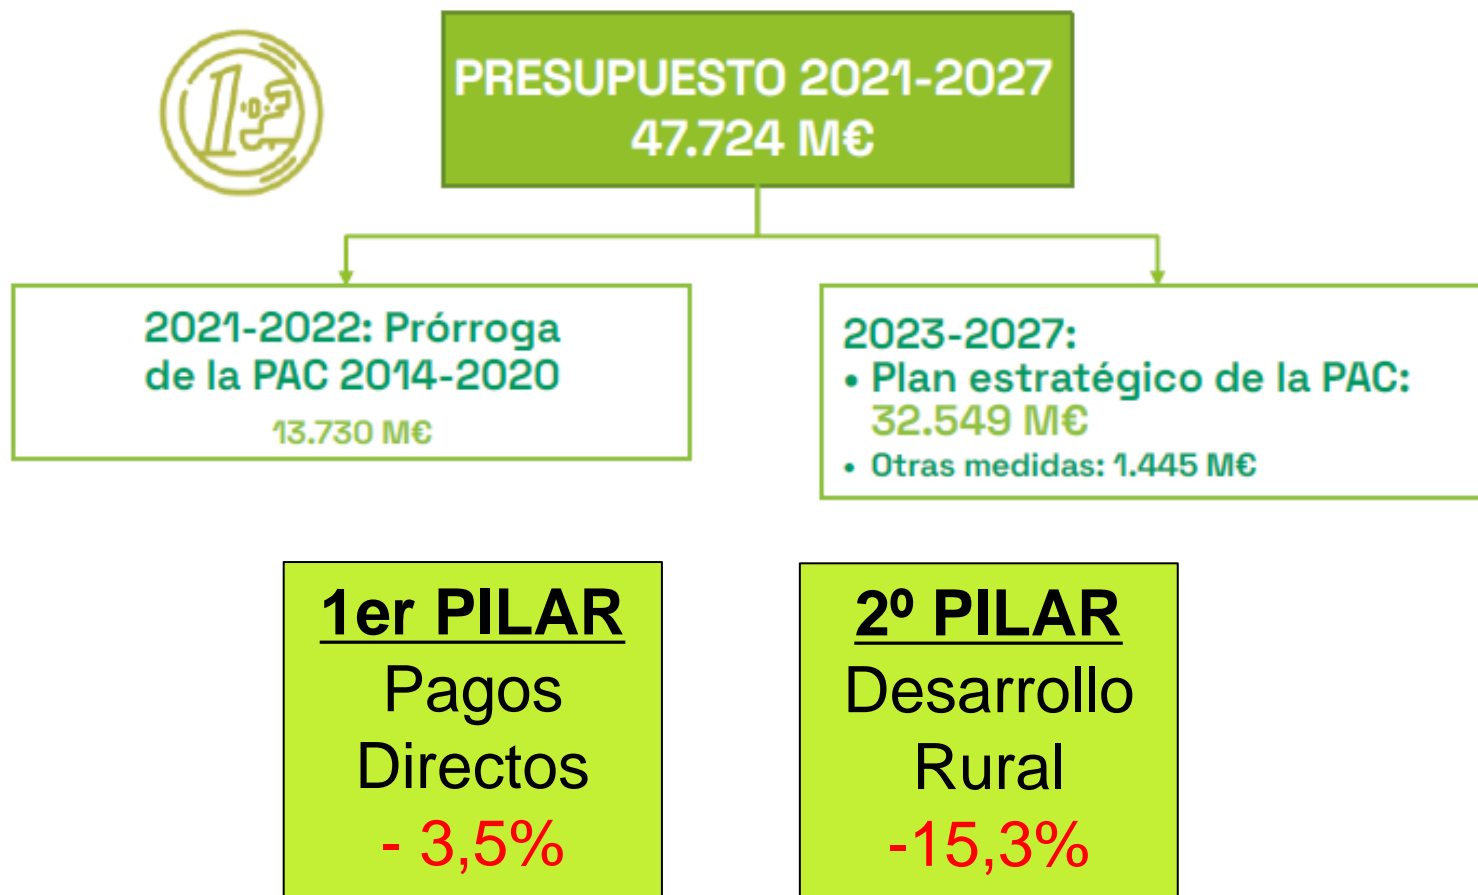 PRESUPUESTO 2021-2027
47.724 M€
2021-2022: Prórroga
de la PAC 2014-2020
13.730 M€
2023-2027:
• Plan estratégico de la PAC:
32.549 M€
• Otras medidas: 1.445 M€
1er PILAR
Pagos
Directos
- 3,5%
2º PILAR
Desarrollo
Rural
-15,3%